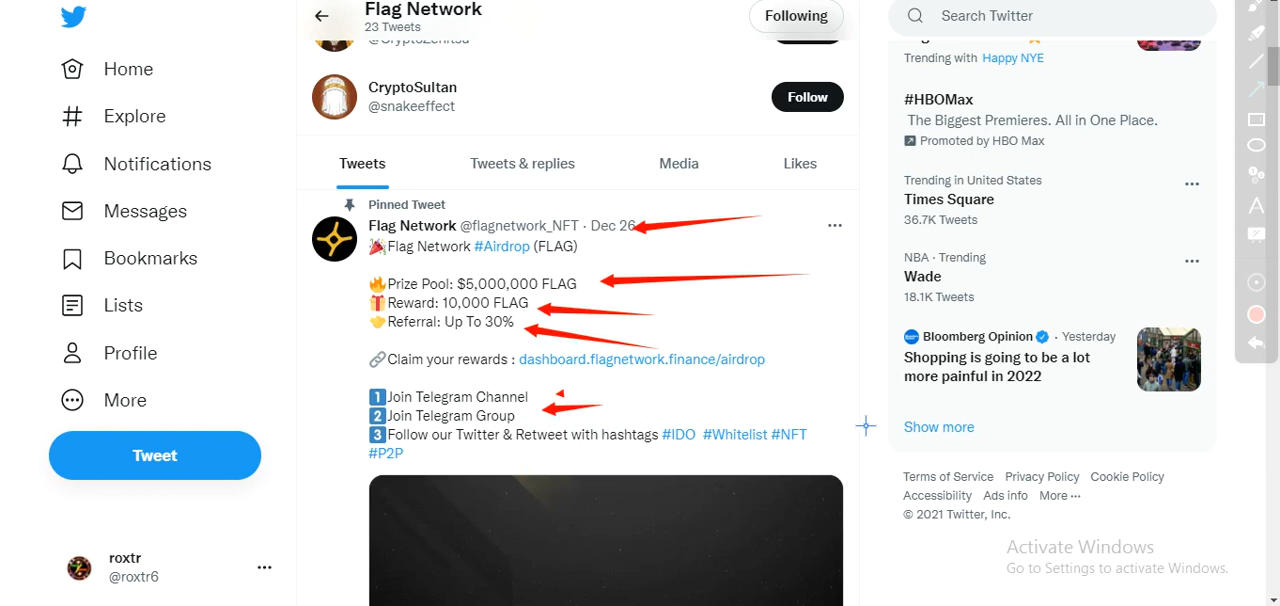 Flag Network
23 Tweets
Following
Search Twitter
Home
Explore
Notifications
Messages
Bookmarks
Lists
Profile
More
Tweet
roxtr
@roxtr6
CryptoSultan
@snakeeffect
Follow
Tweets
Tweets & replies
Media
Likes
Pinned Tweet
Flag Network @flagnetwork_NFT · Dec 26
🎉Flag Network #Airdrop (FLAG)
🔥Prize Pool: $5,000,000 FLAG
🎁Reward: 10,000 FLAG
🤝Referral: Up To 30%
🔗Claim your rewards : dashboard.flagnetwork.finance/airdrop
1️⃣Join Telegram Channel
2️⃣Join Telegram Group
3️⃣Follow our Twitter & Retweet with hashtags #IDO #Whitelist #NFT
#P2P
Trending with Happy NYE
#HBOMax
The Biggest Premieres. All in One Place.
Promoted by HBO Max
Trending in United States
Times Square
36.7K Tweets
NBA · Trending
Wade
18.1K Tweets
Bloomberg Opinion · Yesterday
Shopping is going to be a lot
more painful in 2022
Show more
Terms of Service Privacy Policy Cookie Policy
Accessibility Ads info More ···
© 2021 Twitter, Inc.
Activate Windows
Go to Settings to activate Windows.